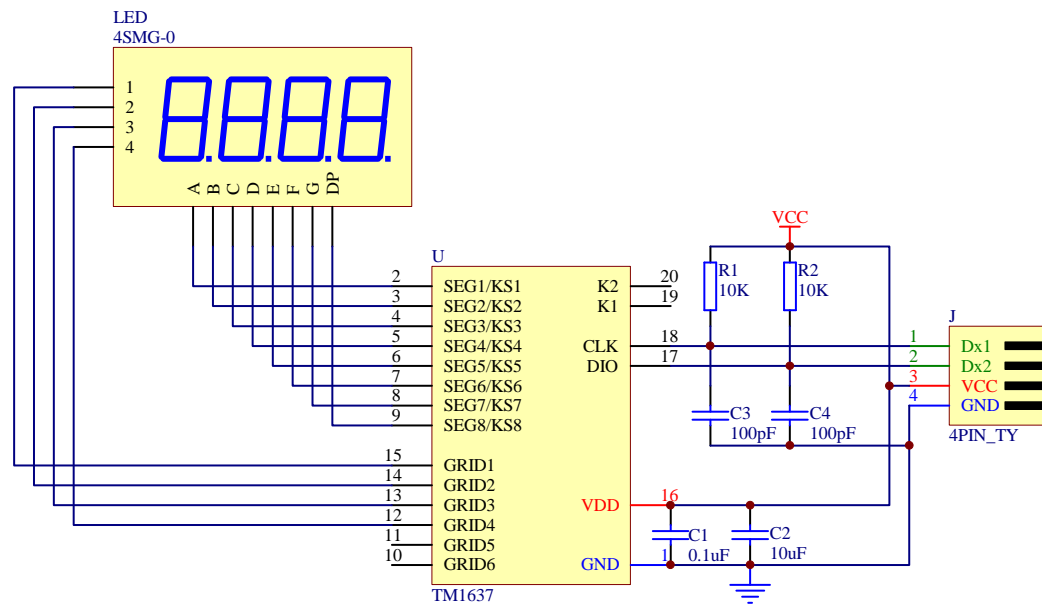 LED
4SMG-0
1
2
3
4
8.8.8.8.
A B C D E F G DP
U
2 SEG1/KS1
3 SEG2/KS2
4 SEG3/KS3
5 SEG4/KS4
6 SEG5/KS5
7 SEG6/KS6
8 SEG7/KS7
9 SEG8/KS8
15 GRID1
14 GRID2
13 GRID3
12 GRID4
11 GRID5
10 GRID6
K2 20
K1 19
CLK 18
DIO 17
VDD 16
GND 1
TM1637
VCC
R1
10K
R2
10K
C3
100pF
C4
100pF
C1
0.1uF
C2
10uF
J
1 Dx1
2 Dx2
3 VCC
4 GND
4PIN_TY